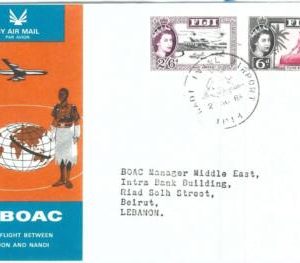 BY AIR MAIL
PAR AVION
FIJI
2/6
6d
AIRPORT
FIJI
BOAC Manager Middle East,
Intra Bank Building,
Riad Solh Street,
Beirut,
LEBANON.
BOAC
FLIGHT BETWEEN
ON AND NANDI